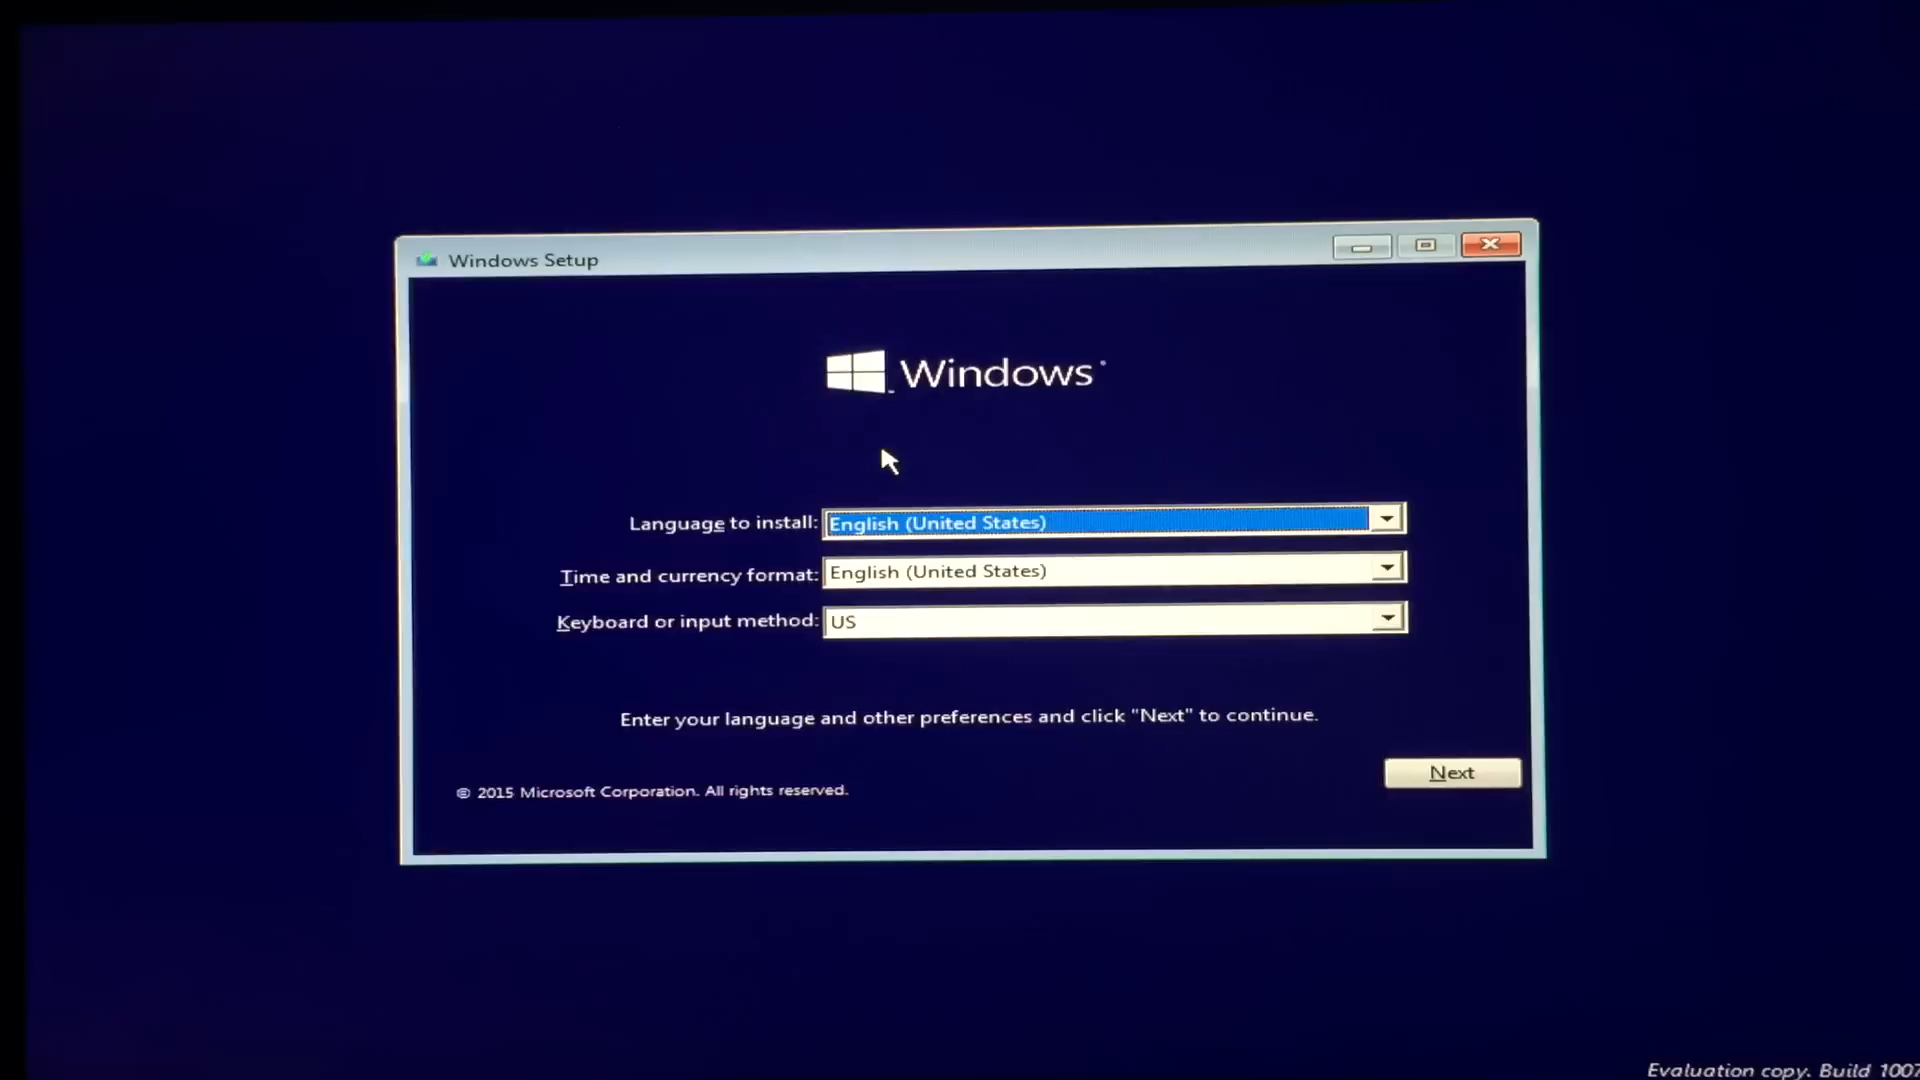 Windows Setup
Windows
Language to install: English (United States)
Time and currency format: English (United States)
Keyboard or input method: US
Enter your language and other preferences and click "Next" to continue.
© 2015 Microsoft Corporation. All rights reserved.
Next
Evaluation copy. Build 1007